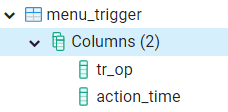 menu_trigger
Columns (2)
tr_op
action_time